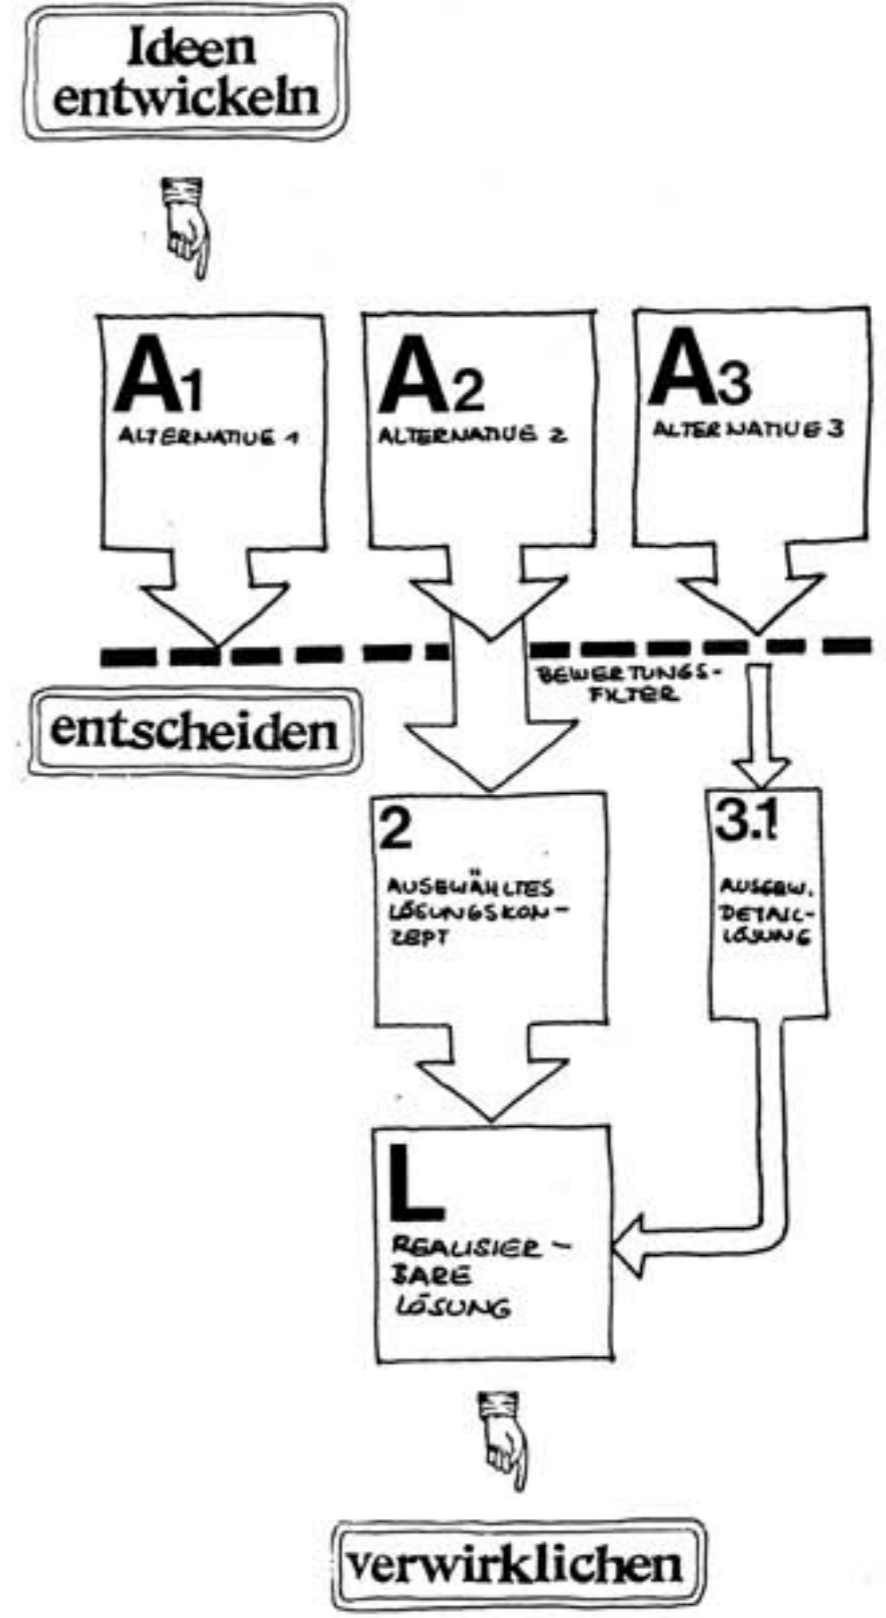 Ideen
entwickeln
A1
ALTERNATIVE 1
A2
ALTERNATIVE 2
A3
ALTERNATIVE 3
BEWERTUNGS-
FILTER
entscheiden
2
AUSGEWÄHLTES
LÖSUNGSKON-
ZEPT
3.1
AUSGEW.
DETAIL-
LÖSUNG
L
REALISIER-
BARE
LÖSUNG
verwirklichen